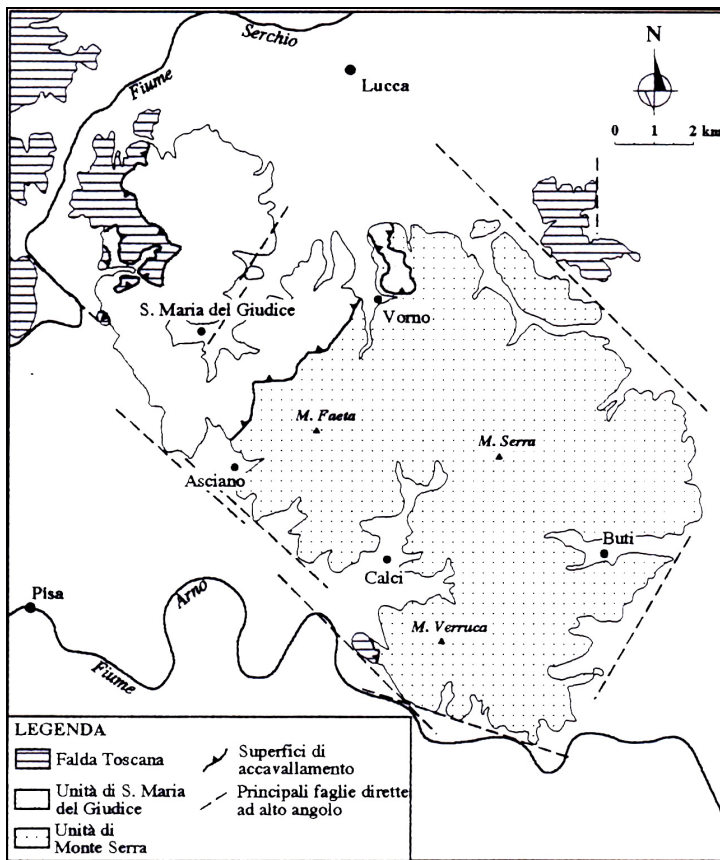 Serchio
Fiume
Lucca
N
0 1 2 km
S. Maria del Giudice
Vorno
M. Faeta
M. Serra
Asciano
Buti
Calci
Pisa
Arno
M. Verruca
Fiume
LEGENDA
Falda Toscana
Unità di S. Maria
del Giudice
Unità di
Monte Serra
Superfici di
accavallamento
Principali faglie dirette
ad alto angolo